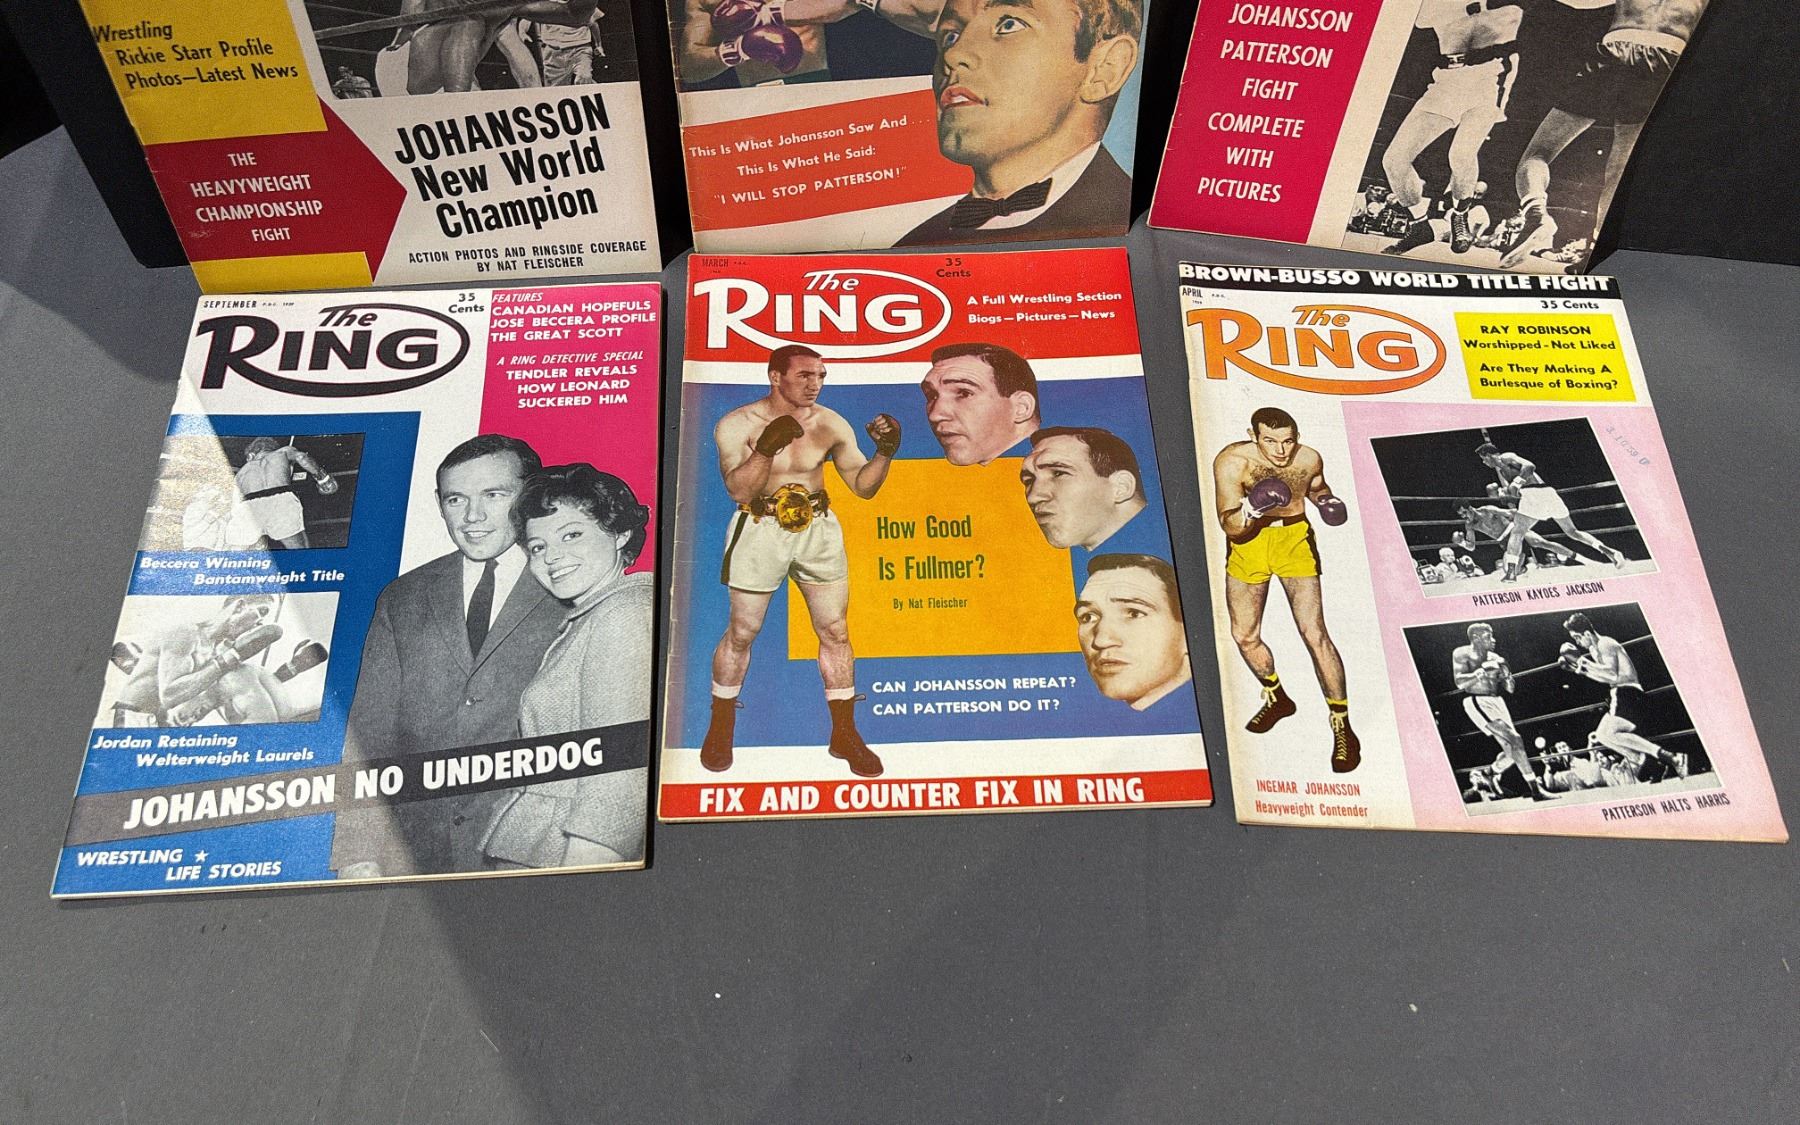 Wrestling
Rickie Starr Profile
Photos—Latest News
THE
HEAVYWEIGHT
CHAMPIONSHIP
FIGHT
JOHANSSON
New World
Champion
ACTION PHOTOS AND RINGSIDE COVERAGE
BY NAT FLEISCHER
This Is What Johansson Saw And . . .
This Is What He Said:
"I WILL STOP PATTERSON!"
JOHANSSON
PATTERSON
FIGHT
COMPLETE
WITH
PICTURES
SEPTEMBER
35
Cents
The
RING
FEATURES
CANADIAN HOPEFULS
JOSE BECCERA PROFILE
THE GREAT SCOTT
A RING DETECTIVE SPECIAL
TENDLER REVEALS
HOW LEONARD
SUCKERED HIM
Beccera Winning
Bantamweight Title
Jordan Retaining
Welterweight Laurels
JOHANSSON NO UNDERDOG
WRESTLING ★
LIFE STORIES
MARCH
35
Cents
The
RING
A Full Wrestling Section
Biogs—Pictures—News
How Good
Is Fullmer?
By Nat Fleischer
CAN JOHANSSON REPEAT?
CAN PATTERSON DO IT?
FIX AND COUNTER FIX IN RING
BROWN-BUSSO WORLD TITLE FIGHT
APRIL
35 Cents
The
RING
RAY ROBINSON
Worshipped-Not Liked
Are They Making A
Burlesque of Boxing?
PATTERSON KAYOES JACKSON
INGEMAR JOHANSSON
Heavyweight Contender
PATTERSON HALTS HARRIS